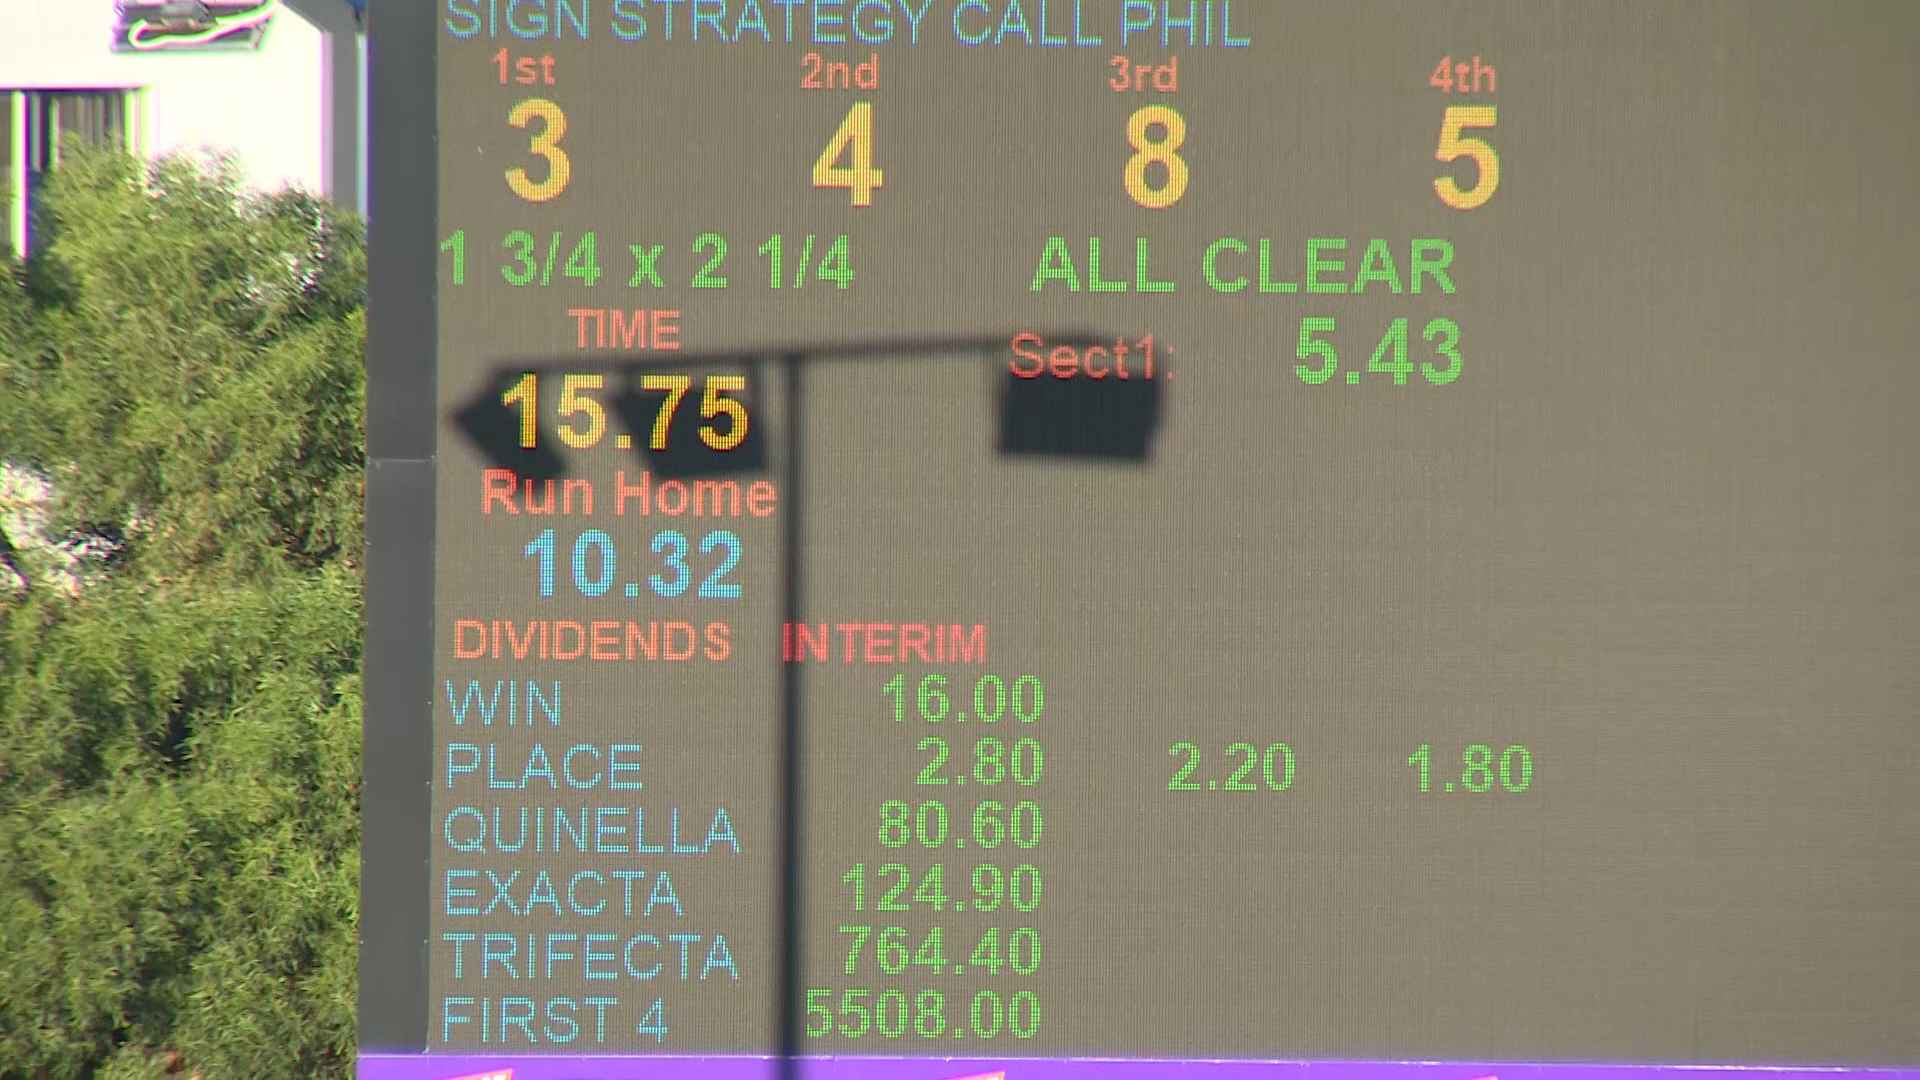 SIGN STRATEGY CALL PHIL
1st 2nd 3rd 4th
3 4 8 5
1 3/4 x 2 1/4 ALL CLEAR
TIME Sect1: 5.43
15.75
Run Home
10.32
DIVIDENDS INTERIM
WIN 16.00
PLACE 2.80 2.20 1.80
QUINELLA 80.60
EXACTA 124.90
TRIFECTA 764.40
FIRST 4 5508.00